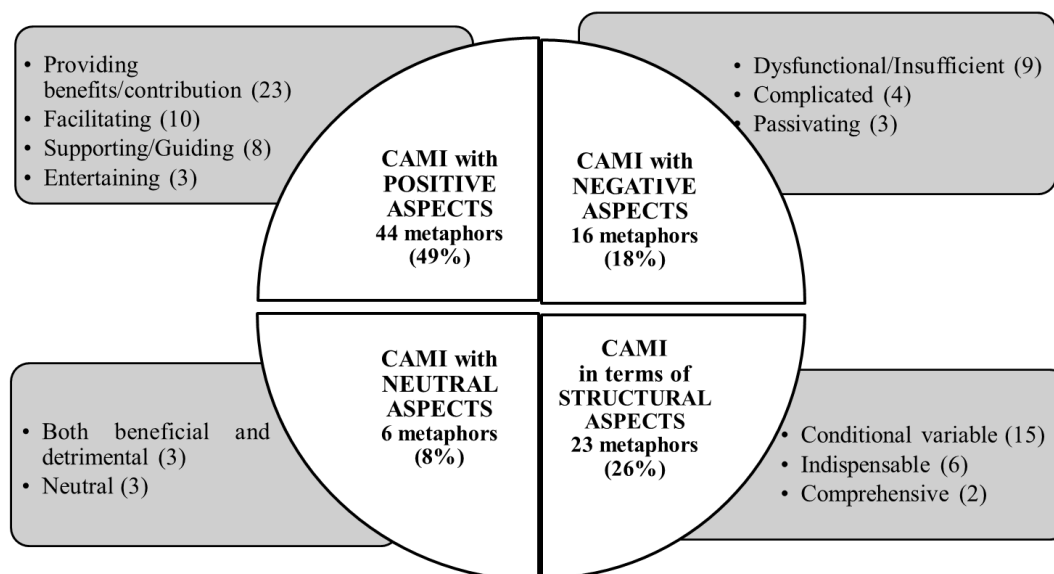 • Providing
benefits/contribution (23)
• Facilitating (10)
• Supporting/Guiding (8)
• Entertaining (3)
CAMI with
POSITIVE
ASPECTS
44 metaphors
(49%)
• Dysfunctional/Insufficient (9)
• Complicated (4)
• Passivating (3)
CAMI with
NEGATIVE
ASPECTS
16 metaphors
(18%)
• Both beneficial and
detrimental (3)
• Neutral (3)
CAMI with
NEUTRAL
ASPECTS
6 metaphors
(8%)
CAMI
in terms of
STRUCTURAL
ASPECTS
23 metaphors
(26%)
• Conditional variable (15)
• Indispensable (6)
• Comprehensive (2)